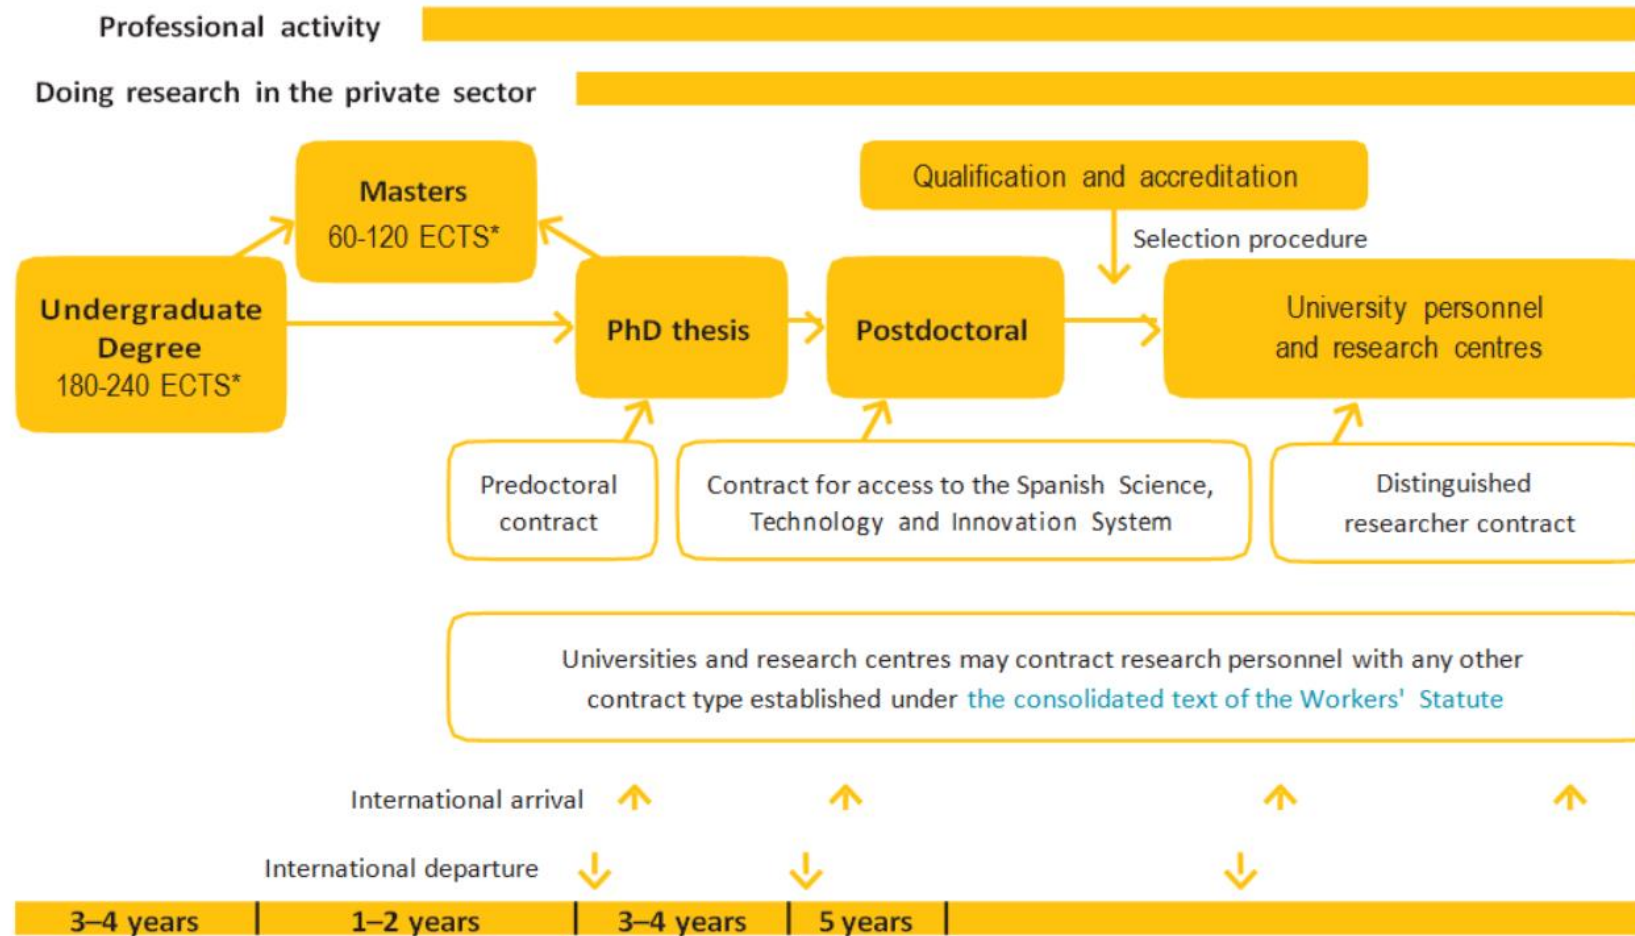 Professional activity
Doing research in the private sector
Masters
60-120 ECTS*
Qualification and accreditation
Selection procedure
Undergraduate
Degree
180-240 ECTS*
PhD thesis
Postdoctoral
University personnel
and research centres
Predoctoral
contract
Contract for access to the Spanish Science,
Technology and Innovation System
Distinguished
researcher contract
Universities and research centres may contract research personnel with any other
contract type established under the consolidated text of the Workers' Statute
International arrival
International departure
3–4 years
1–2 years
3–4 years
5 years